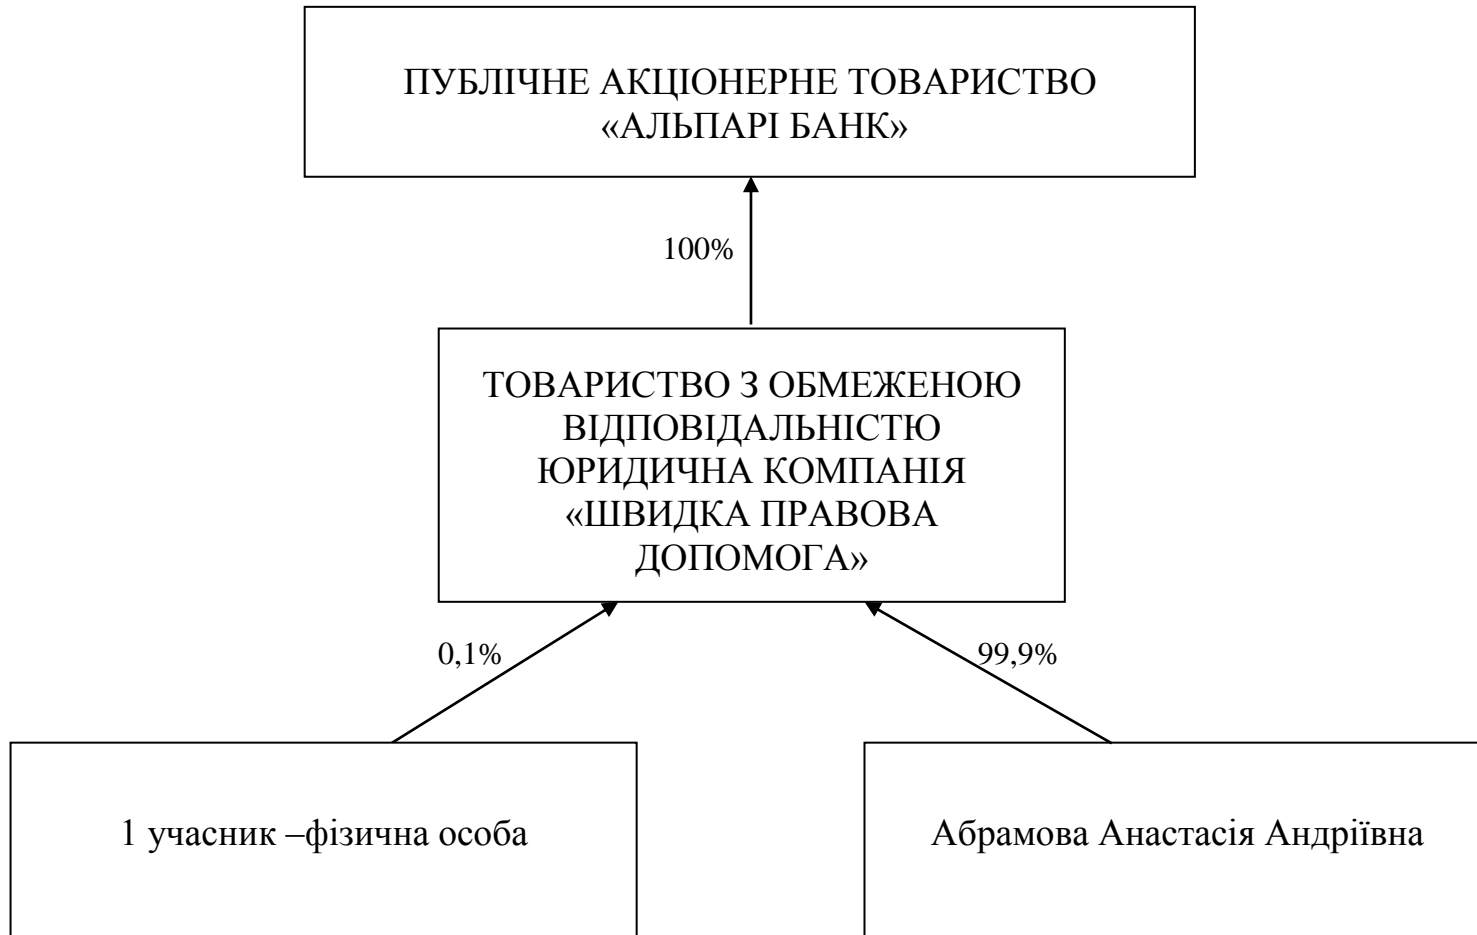 ПУБЛІЧНЕ АКЦІОНЕРНЕ ТОВАРИСТВО
«АЛЬПАРІ БАНК»
100%
ТОВАРИСТВО З ОБМЕЖЕНОЮ
ВІДПОВІДАЛЬНІСТЮ
ЮРИДИЧНА КОМПАНІЯ
«ШВИДКА ПРАВОВА
ДОПОМОГА»
0,1%
99,9%
1 учасник –фізична особа
Абрамова Анастасія Андріївна